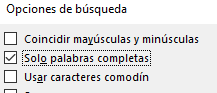 Opciones de búsqueda
Coincidir mayúsculas y minúsculas
Solo palabras completas
Usar caracteres comodín